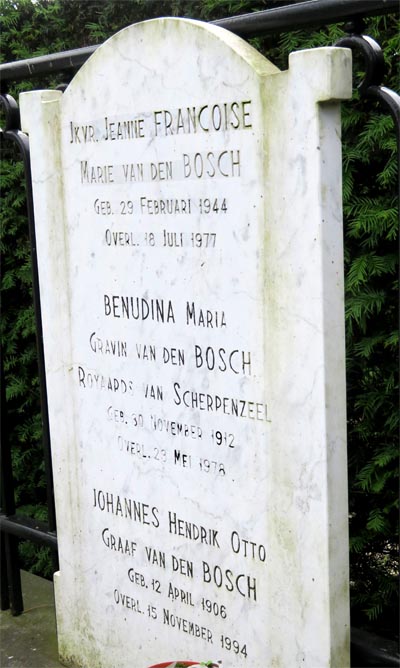 JKVR. JEANNE FRANCOISE
MARIE VAN DEN BOSCH
GEB. 29 FEBRUARI 1944
OVERL. 18 JULI 1977
BENUDINA MARIA
GRAVIN VAN DEN BOSCH
ROYAARDS VAN SCHERPENZEEL
GEB. 30 NOVEMBER 1912
OVERL. 29 MEI 1978
JOHANNES HENDRIK OTTO
GRAAF VAN DEN BOSCH
GEB. 12 APRIL 1906
OVERL. 15 NOVEMBER 1994